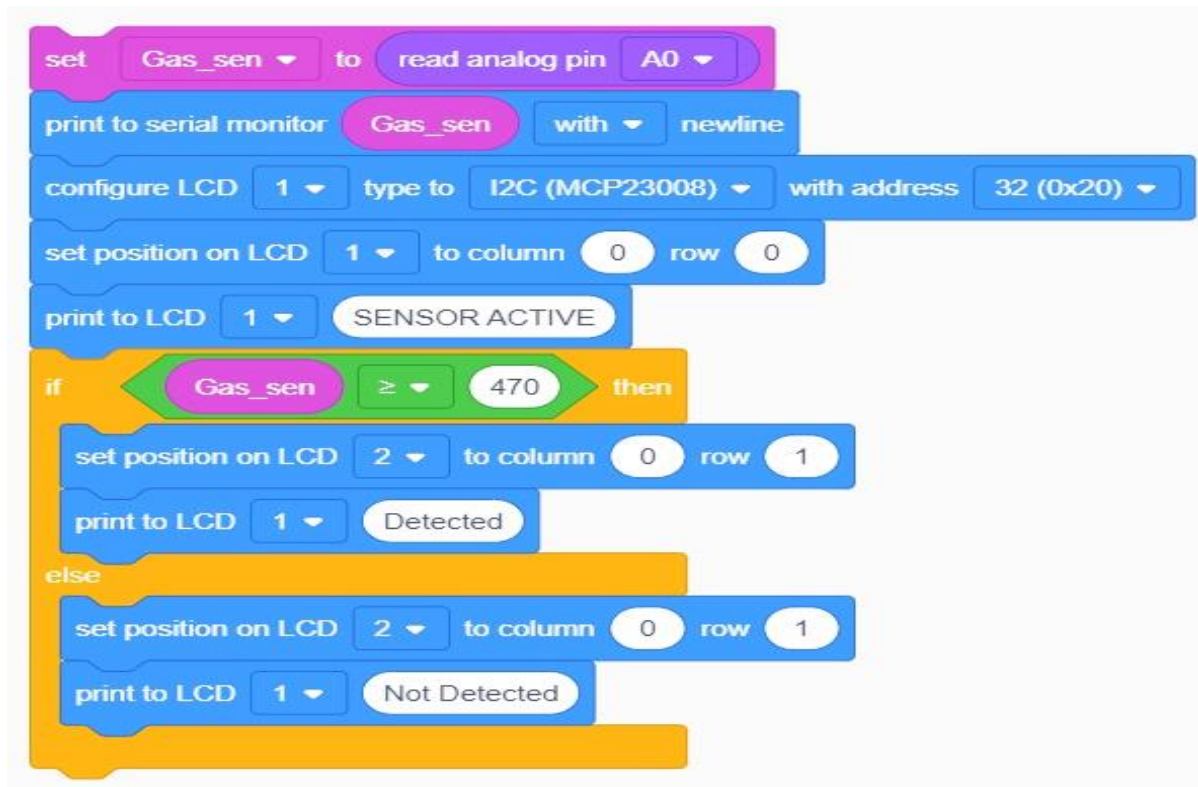 set Gas_sen to read analog pin A0
print to serial monitor Gas_sen with newline
configure LCD 1 type to I2C (MCP23008) with address 32 (0x20)
set position on LCD 1 to column 0 row 0
print to LCD 1 SENSOR ACTIVE
if Gas_sen ≥ 470 then
set position on LCD 2 to column 0 row 1
print to LCD 1 Detected
else
set position on LCD 2 to column 0 row 1
print to LCD 1 Not Detected